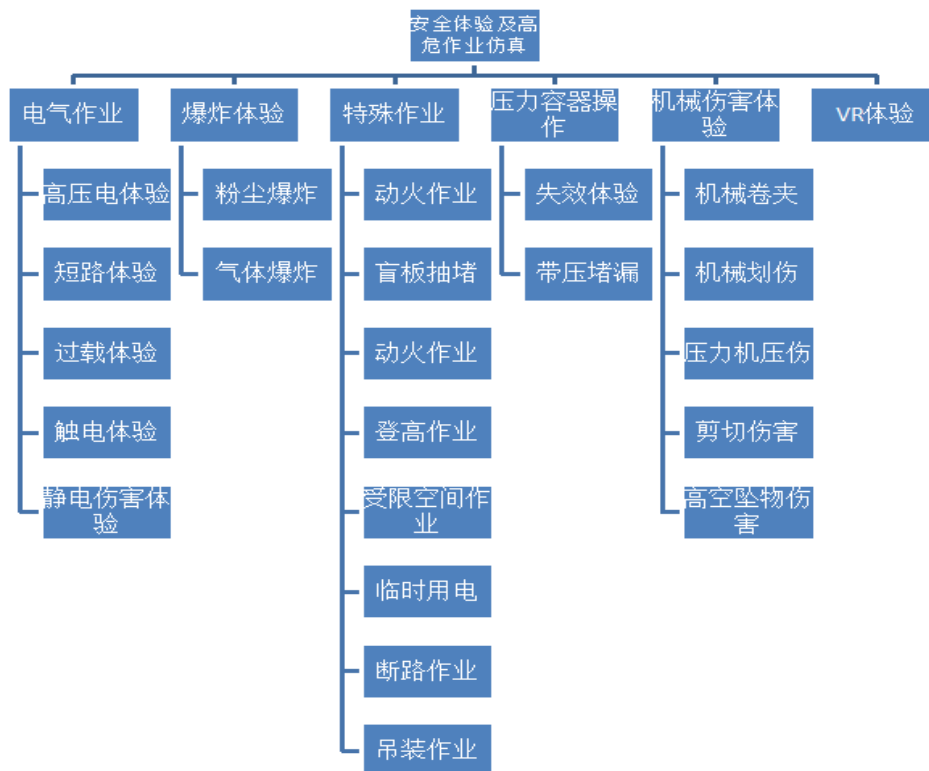 安全体验及高
危作业仿真
电气作业
高压电体验
短路体验
过载体验
触电体验
静电伤害体
验
爆炸体验
粉尘爆炸
气体爆炸
特殊作业
动火作业
盲板抽堵
动火作业
登高作业
受限空间作
业
临时用电
断路作业
吊装作业
压力容器操
作
失效体验
带压堵漏
机械伤害体
验
机械卷夹
机械划伤
压力机压伤
剪切伤害
高空坠物伤
害
VR体验